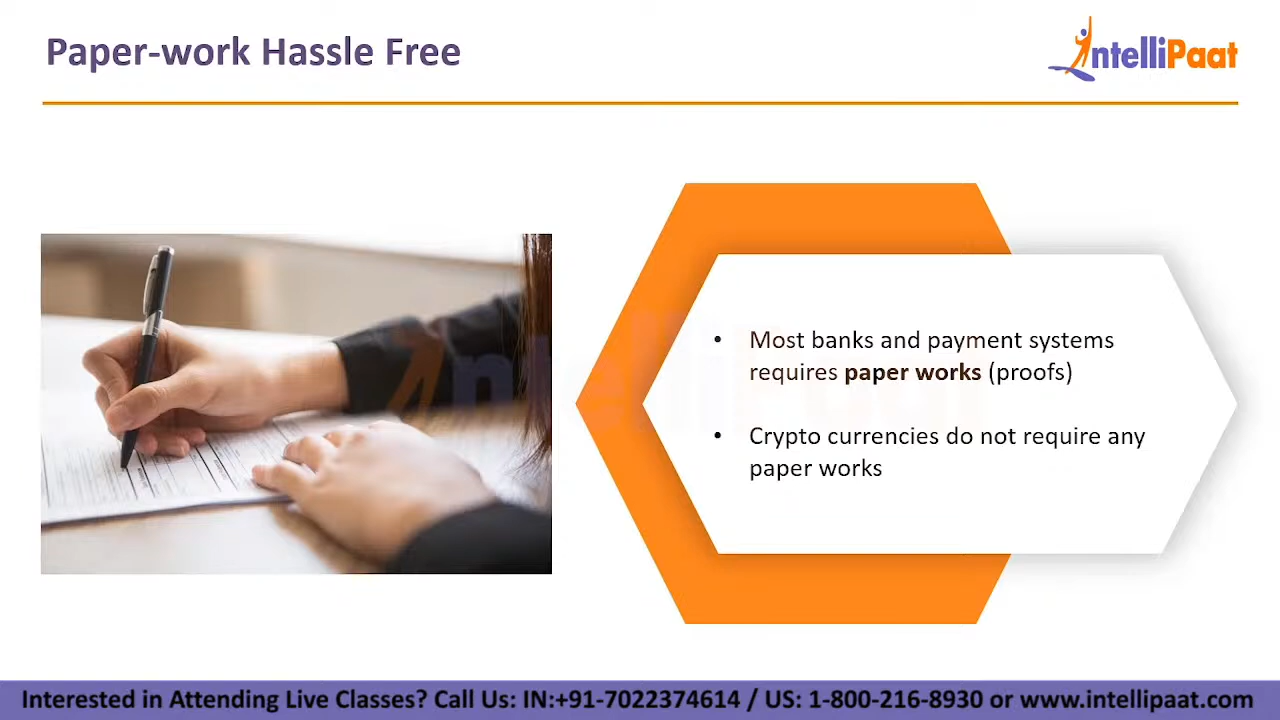 Paper-work Hassle Free
IntelliPaat
• Most banks and payment systems
requires paper works (proofs)
• Crypto currencies do not require any
paper works
Interested in Attending Live Classes? Call Us: IN:+91-7022374614 / US: 1-800-216-8930 or www.intellipaat.com